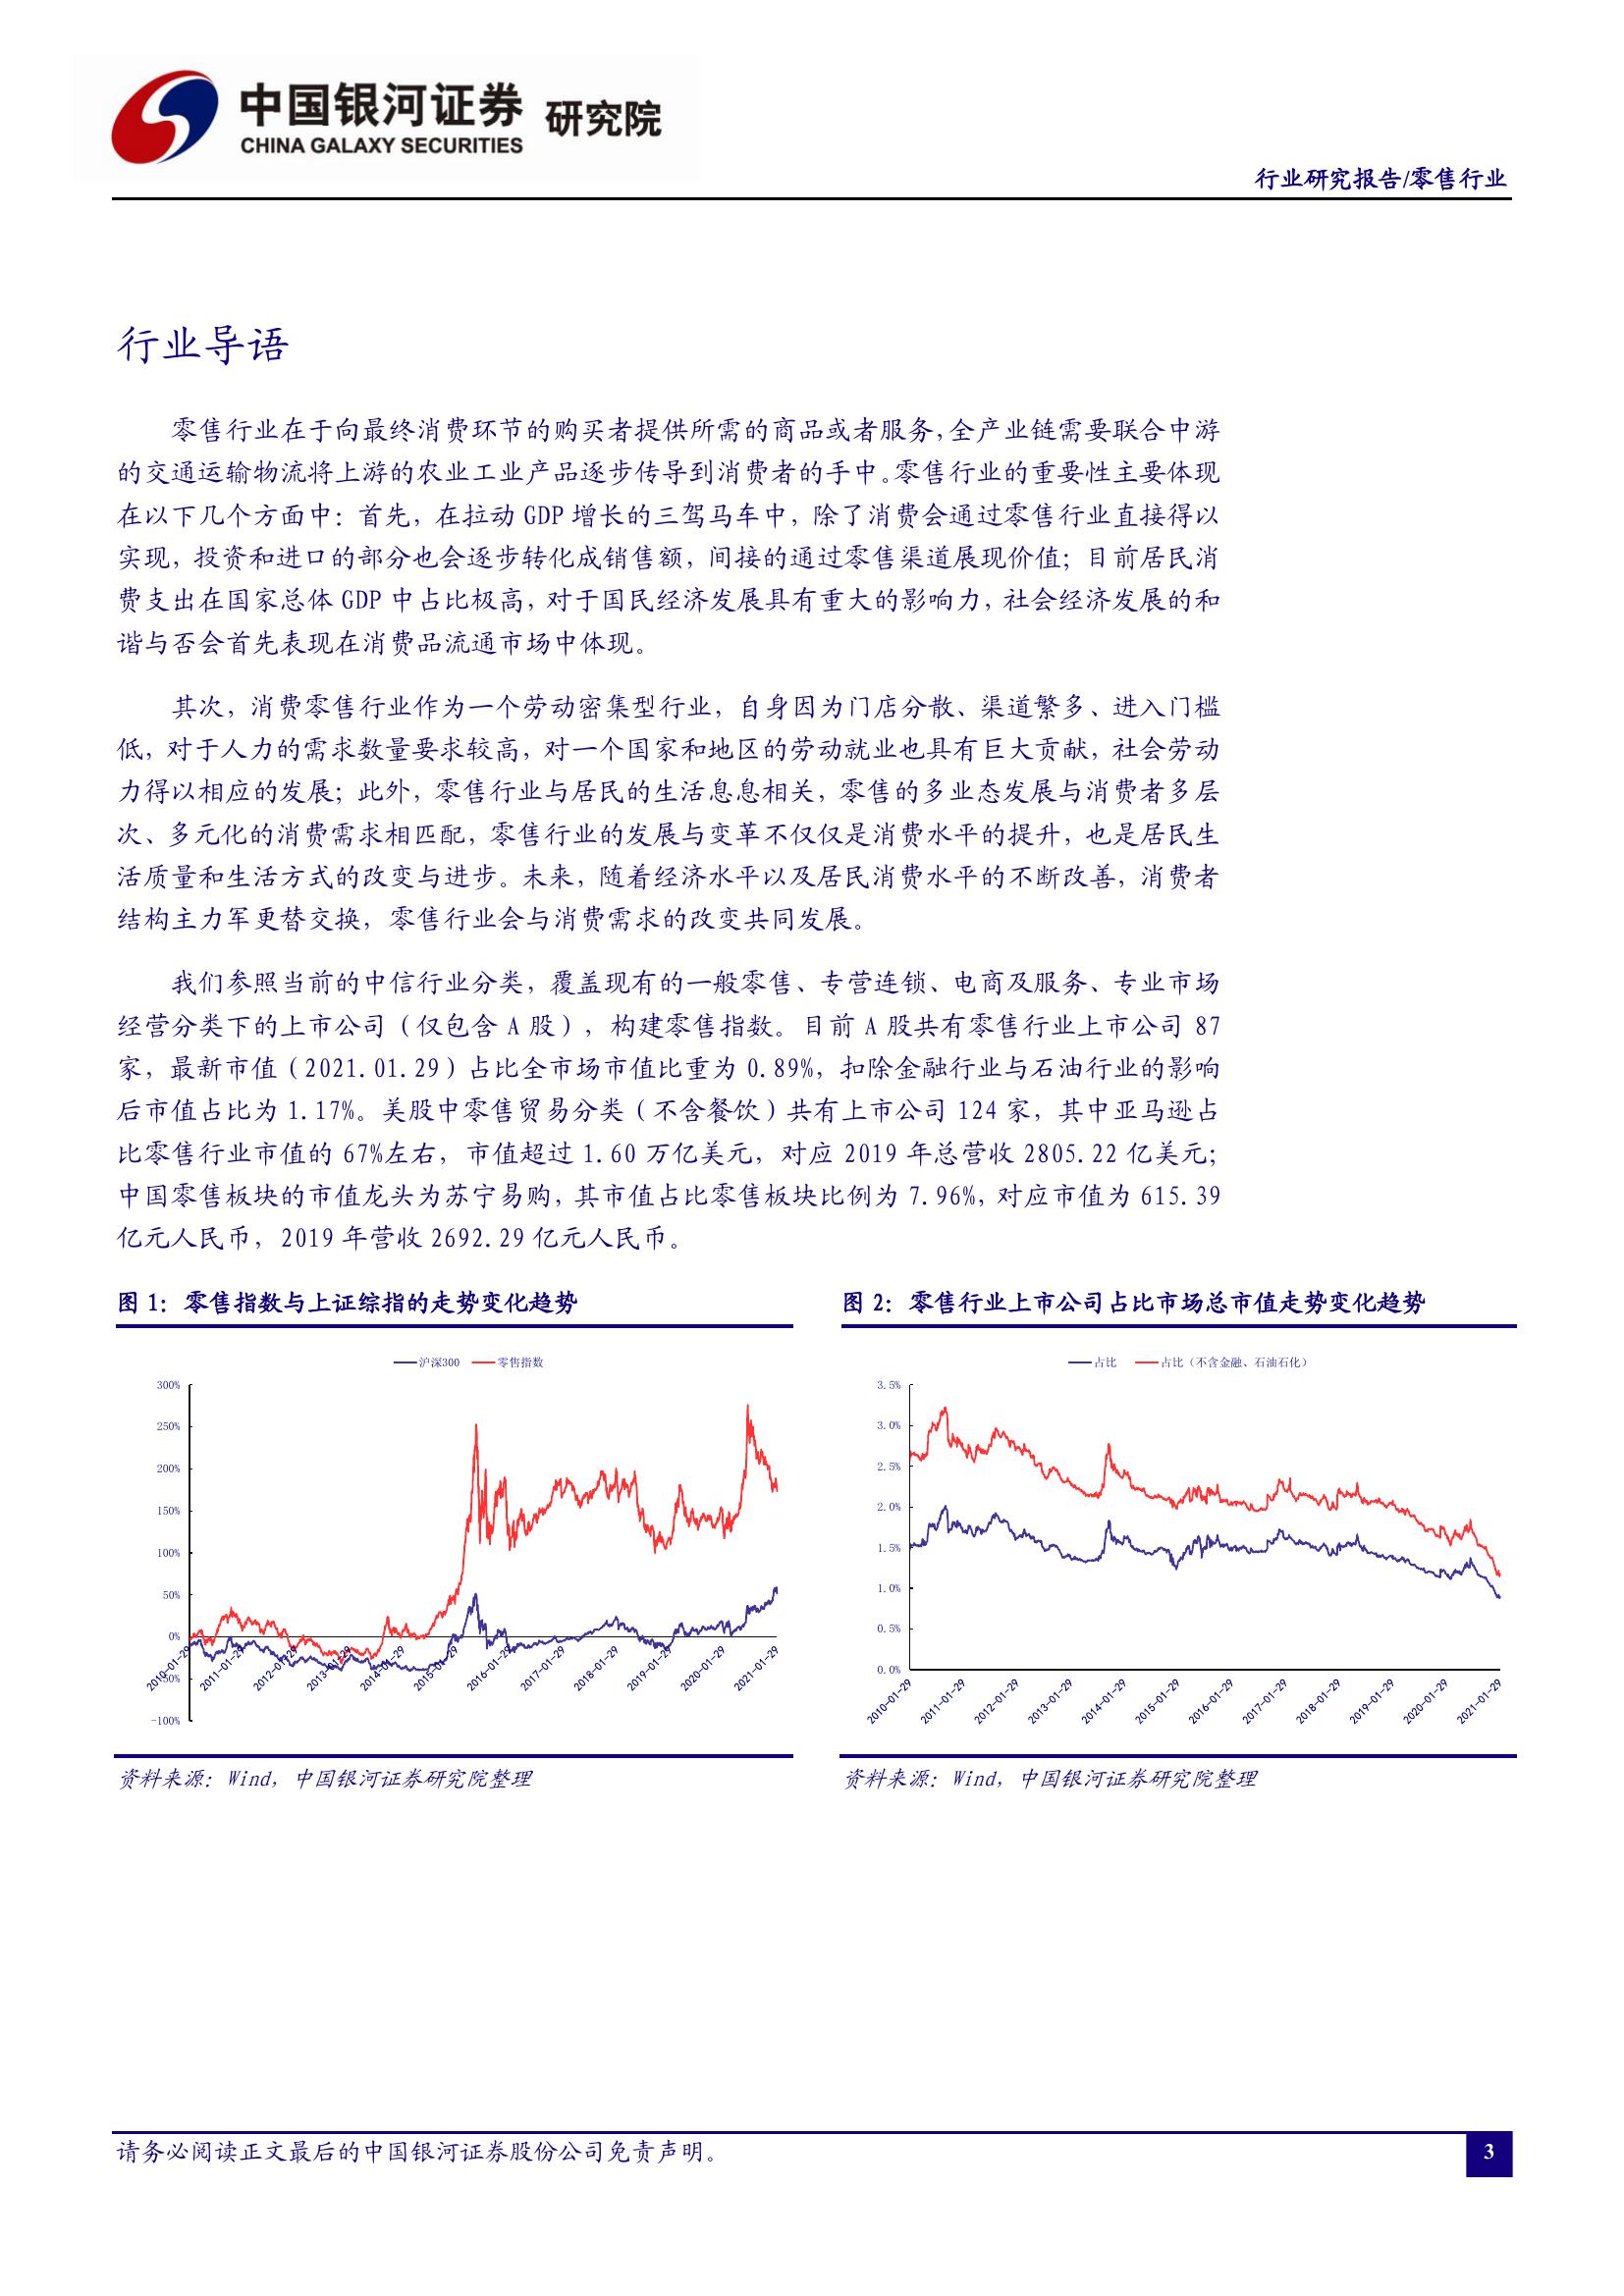 中国银河证券 研究院
CHINA GALAXY SECURITIES
行业研究报告/零售行业
行业导语
零售行业在于向最终消费环节的购买者提供所需的商品或者服务，全产业链需要联合中游
的交通运输物流将上游的农业工业产品逐步传导到消费者的手中。零售行业的重要性主要体现
在以下几个方面中：首先，在拉动 GDP 增长的三驾马车中，除了消费会通过零售行业直接得以
实现，投资和进口的部分也会逐步转化成销售额，间接的通过零售渠道展现价值；目前居民消
费支出在国家总体 GDP 中占比极高，对于国民经济发展具有重大的影响力，社会经济发展的和
谐与否会首先表现在消费品流通市场中体现。
其次，消费零售行业作为一个劳动密集型行业，自身因为门店分散、渠道繁多、进入门槛
低，对于人力的需求数量要求较高，对一个国家和地区的劳动就业也具有巨大贡献，社会劳动
力得以相应的发展；此外，零售行业与居民的生活息息相关，零售的多业态发展与消费者多层
次、多元化的消费需求相匹配，零售行业的发展与变革不仅仅是消费水平的提升，也是居民生
活质量和生活方式的改变与进步。未来，随着经济水平以及居民消费水平的不断改善，消费者
结构主力军更替交换，零售行业会与消费需求的改变共同发展。
我们参照当前的中信行业分类，覆盖现有的一般零售、专营连锁、电商及服务、专业市场
经营分类下的上市公司（仅包含 A 股），构建零售指数。目前 A 股共有零售行业上市公司 87
家，最新市值（2021.01.29）占比全市场市值比重为 0.89%，扣除金融行业与石油行业的影响
后市值占比为 1.17%。美股中零售贸易分类（不含餐饮）共有上市公司 124 家，其中亚马逊占
比零售行业市值的 67%左右，市值超过 1.60 万亿美元，对应 2019 年总营收 2805.22 亿美元；
中国零售板块的市值龙头为苏宁易购，其市值占比零售板块比例为 7.96%，对应市值为 615.39
亿元人民币，2019 年营收 2692.29 亿元人民币。
图 1：零售指数与上证综指的走势变化趋势
沪深300 零售指数
300%
250%
200%
150%
100%
50%
0%
-50%
-100%
2010-01-29
2011-01-29
2012-01-29
2013-01-29
2014-01-29
2015-01-29
2016-01-29
2017-01-29
2018-01-29
2019-01-29
2020-01-29
2021-01-29
资料来源：Wind，中国银河证券研究院整理
图 2：零售行业上市公司占比市场总市值走势变化趋势
占比 占比（不含金融、石油石化）
3.5%
3.0%
2.5%
2.0%
1.5%
1.0%
0.5%
0.0%
2010-01-29
2011-01-29
2012-01-29
2013-01-29
2014-01-29
2015-01-29
2016-01-29
2017-01-29
2018-01-29
2019-01-29
2020-01-29
2021-01-29
资料来源：Wind，中国银河证券研究院整理
请务必阅读正文最后的中国银河证券股份公司免责声明。
3